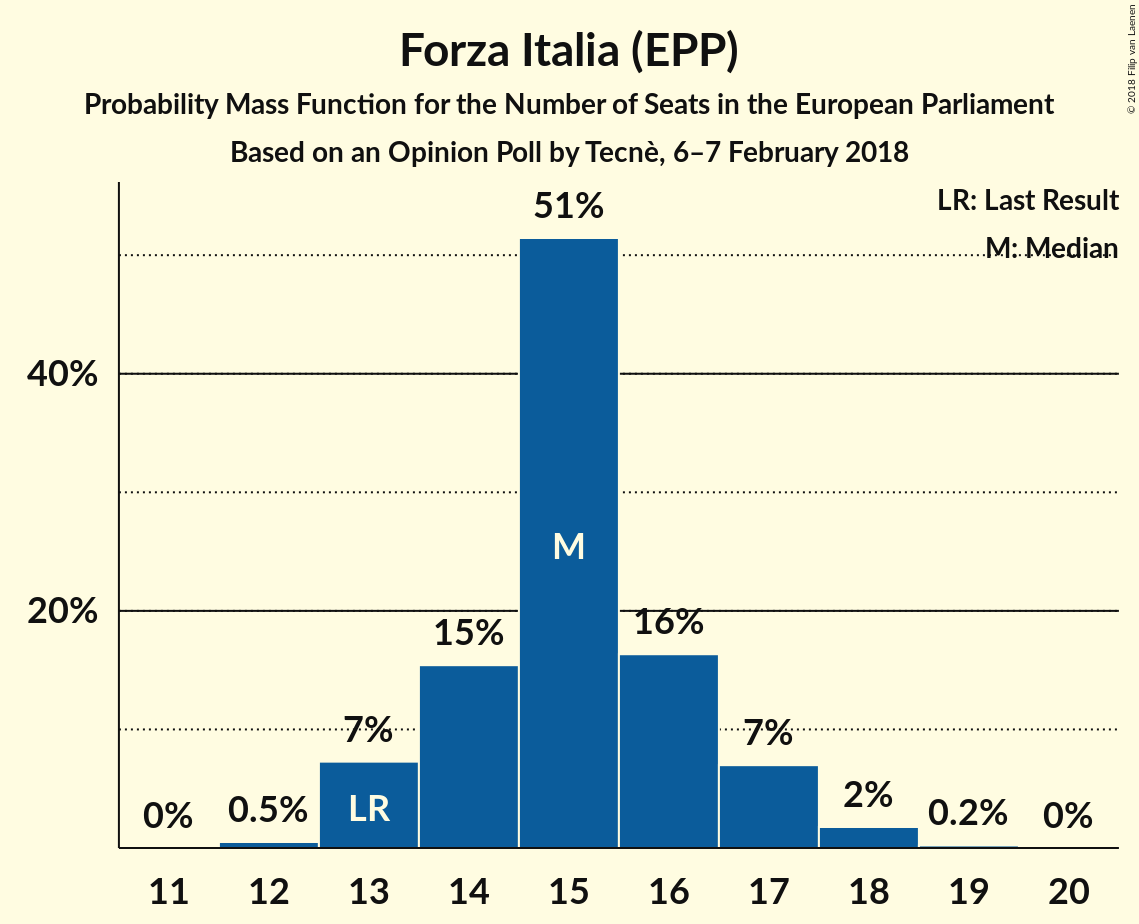 Forza Italia (EPP)
Probability Mass Function for the Number of Seats in the European Parliament
Based on an Opinion Poll by Tecnè, 6–7 February 2018
© 2018 Filip van Laenen
LR: Last Result
M: Median
51%
40%
20%
M
15%
16%
7%
LR
7%
0%
0.5%
2%
0.2%
0%
11 12 13 14 15 16 17 18 19 20